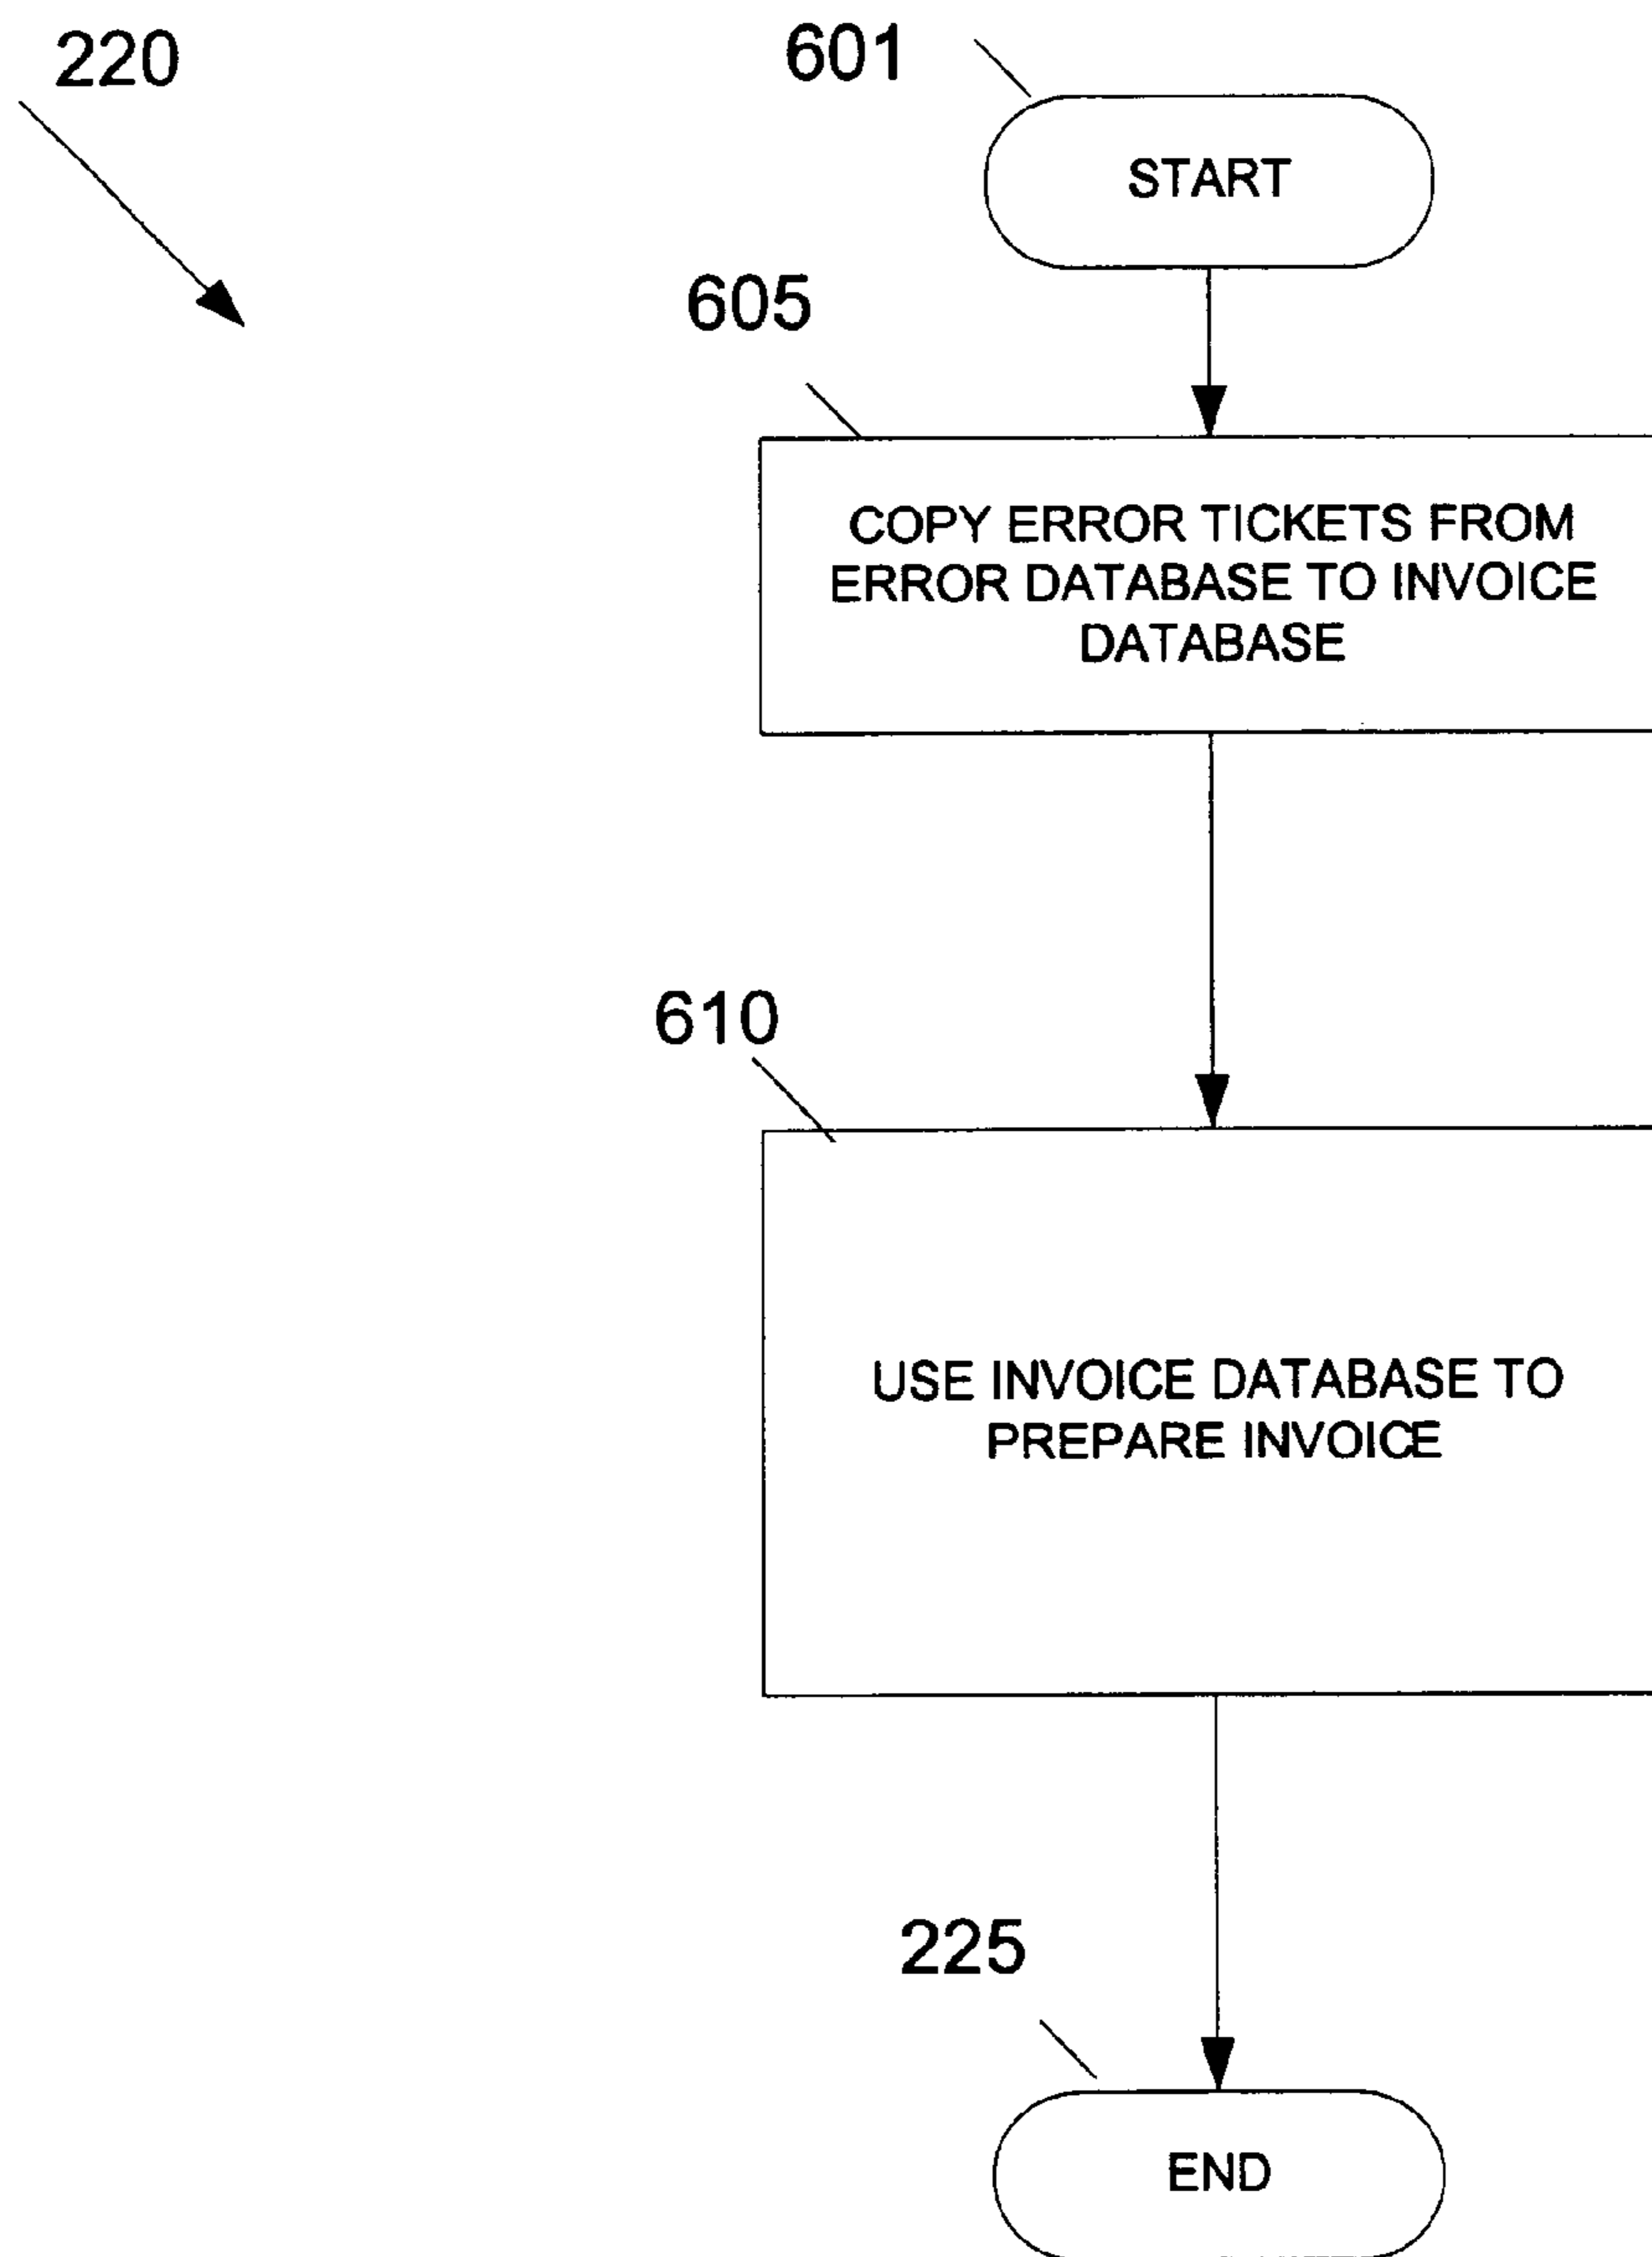 220
601
START
605
COPY ERROR TICKETS FROM
ERROR DATABASE TO INVOICE
DATABASE
610
USE INVOICE DATABASE TO
PREPARE INVOICE
225
END